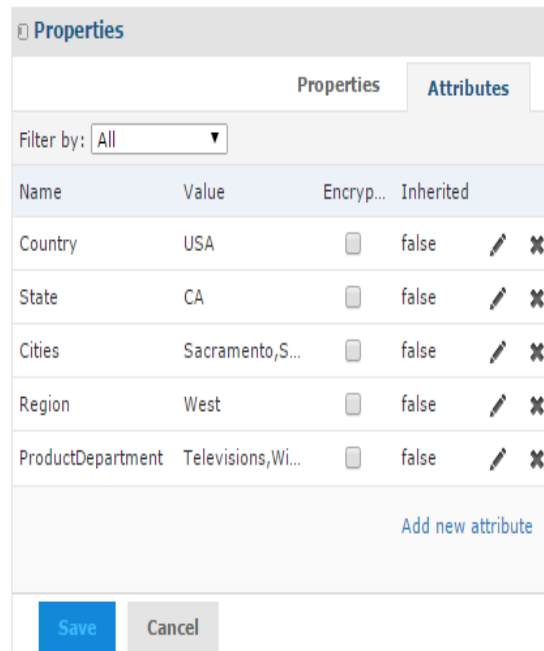 Properties
Properties Attributes
Filter by: All
Name Value Encryp... Inherited
Country USA false
State CA false
Cities Sacramento,S... false
Region West false
ProductDepartment Televisions,Wi... false
Add new attribute
Save Cancel